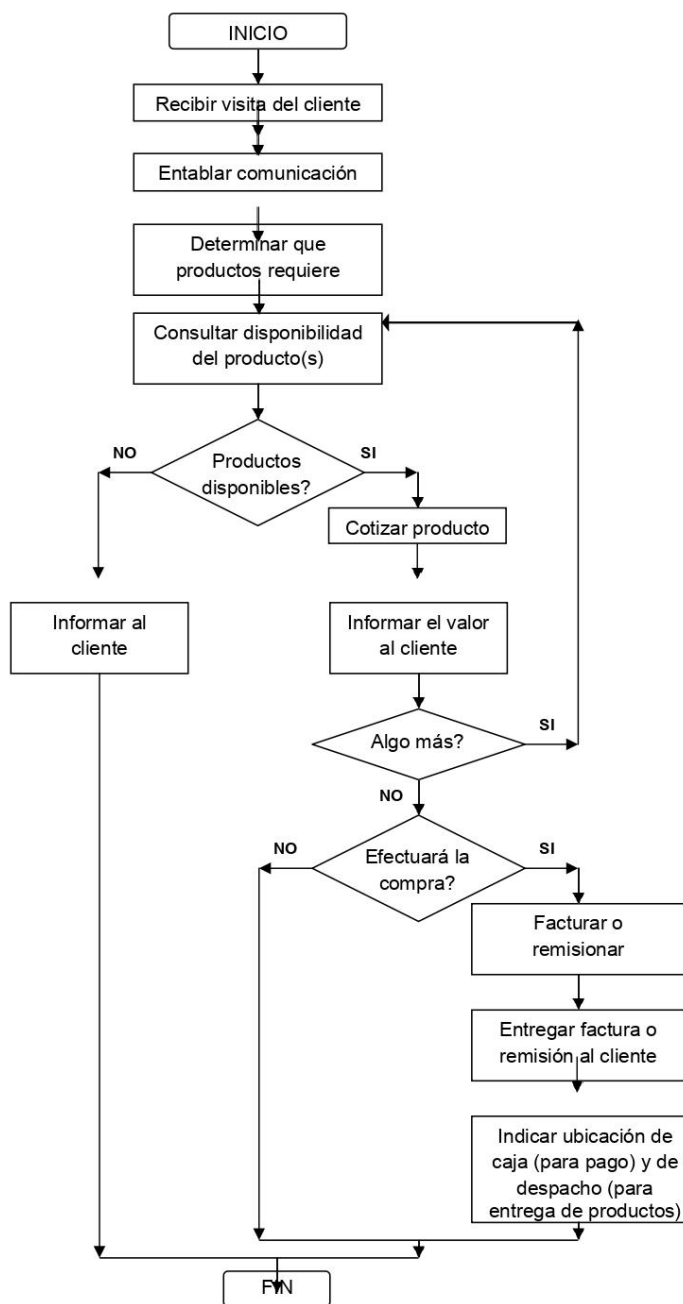 INICIO
Recibir visita del cliente
Entablar comunicación
Determinar que
productos requiere
Consultar disponibilidad
del producto(s)
NO
Productos
disponibles?
SI
Cotizar producto
Informar al
cliente
Informar el valor
al cliente
Algo más?
SI
NO
NO
Efectuará la
compra?
SI
Facturar o
remisionar
Entregar factura o
remisión al cliente
Indicar ubicación de
caja (para pago) y de
despacho (para
entrega de productos)
FIN